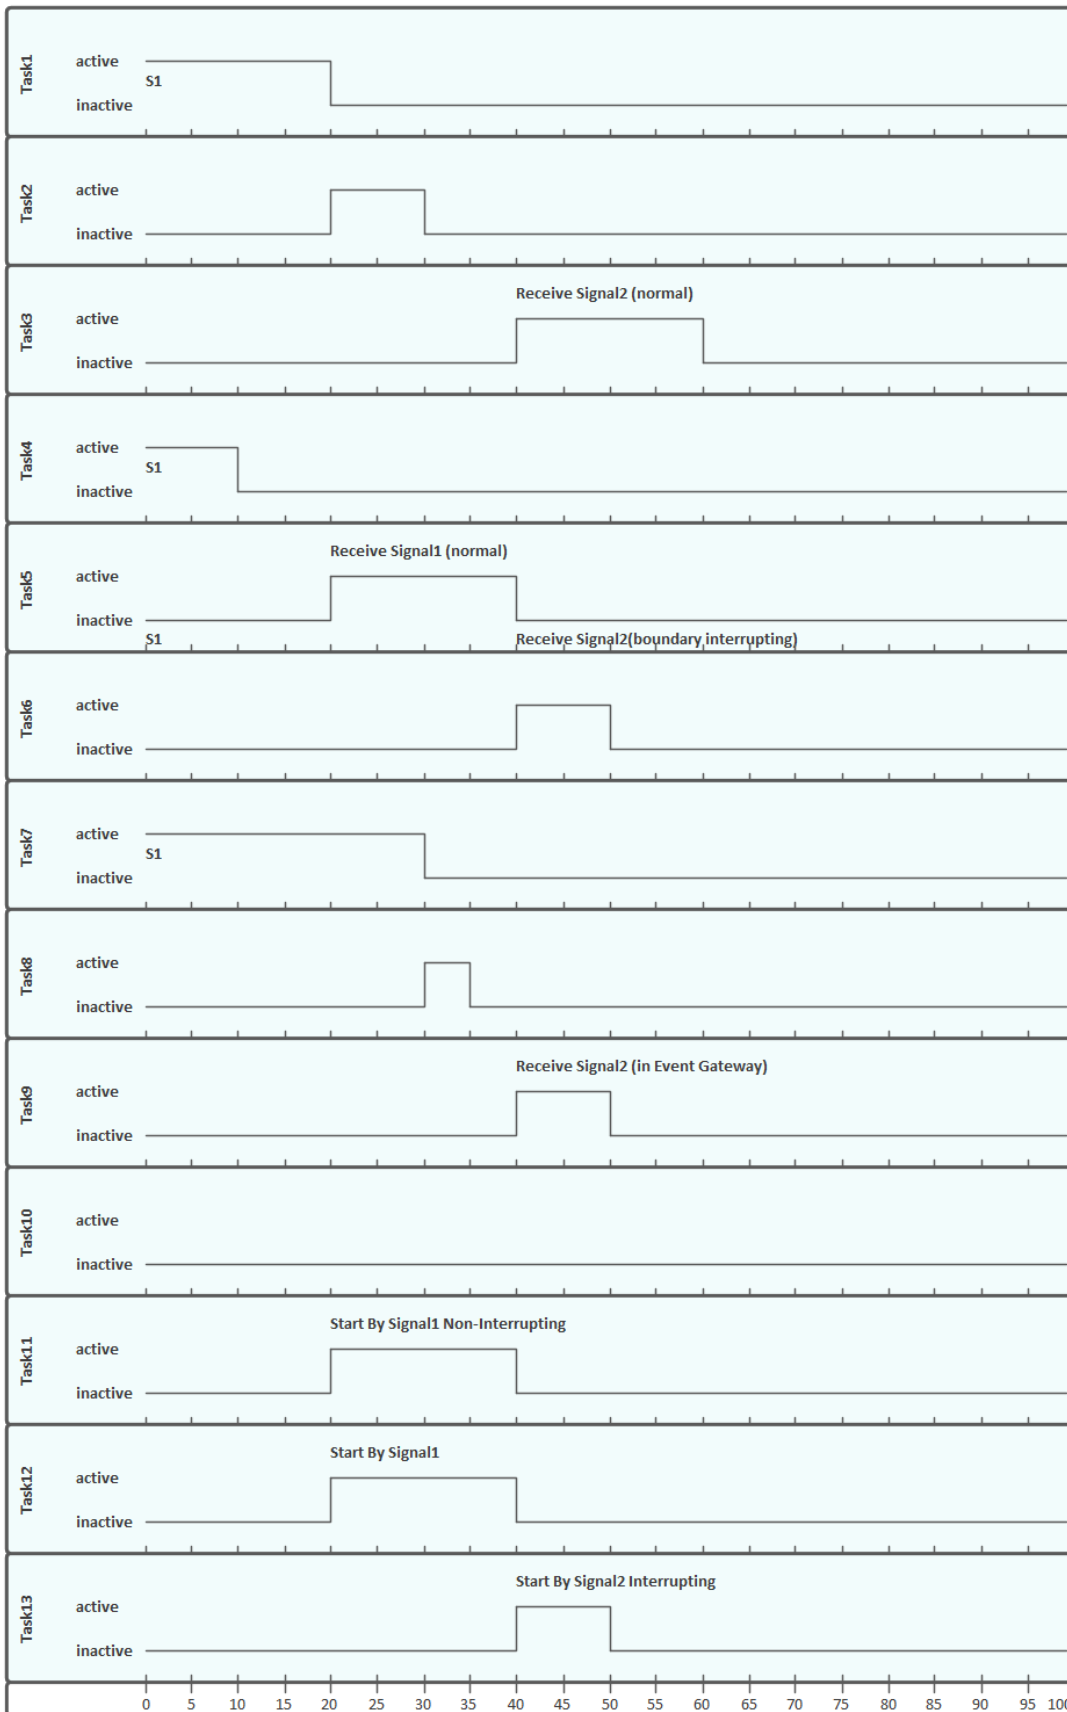 Task1
active
S1
inactive
Task2
active
inactive
Task3
Receive Signal2 (normal)
active
inactive
Task4
active
S1
inactive
Task5
Receive Signal1 (normal)
active
inactive
S1 Receive Signal2(boundary interrupting)
Task6
active
inactive
Task7
active
S1
inactive
Task8
active
inactive
Task9
Receive Signal2 (in Event Gateway)
active
inactive
Task10
active
inactive
Task11
Start By Signal1 Non-Interrupting
active
inactive
Task12
Start By Signal1
active
inactive
Task13
Start By Signal2 Interrupting
active
inactive
0 5 10 15 20 25 30 35 40 45 50 55 60 65 70 75 80 85 90 95 100